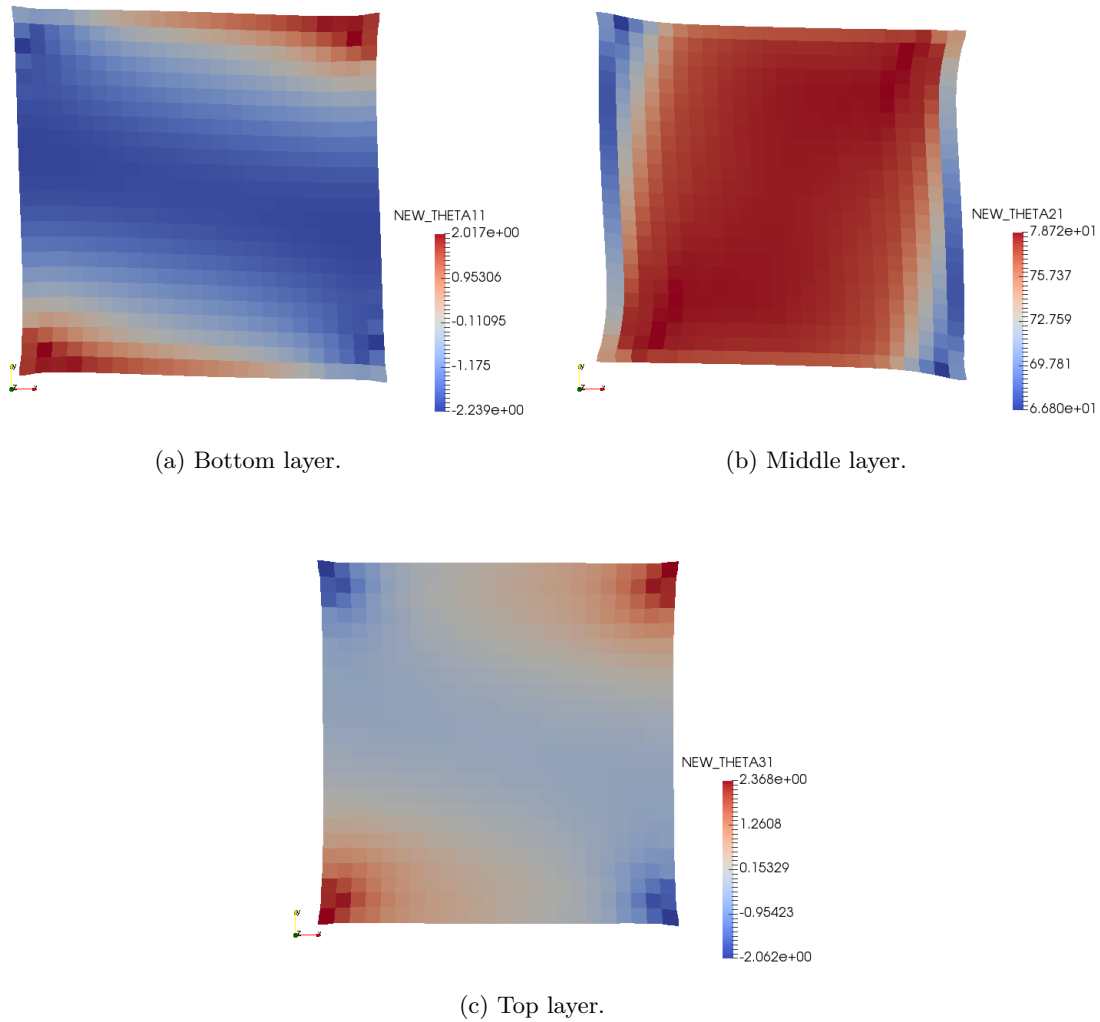 NEW_THETA11
2.017e+00
0.95306
-0.11095
-1.175
-2.239e+00
y
z
x
(a) Bottom layer.
NEW_THETA21
7.872e+01
75.737
72.759
69.781
6.680e+01
y
z
x
(b) Middle layer.
NEW_THETA31
2.368e+00
1.2608
0.15329
-0.95423
-2.062e+00
y
z
x
(c) Top layer.